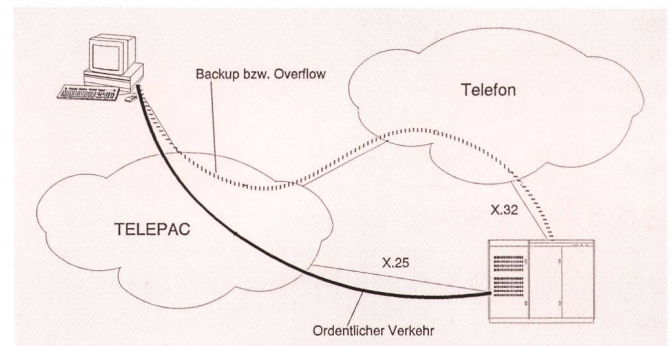 Backup bzw. Overflow
Telefon
X.32
TELEPAC
X.25
Ordentlicher Verkehr